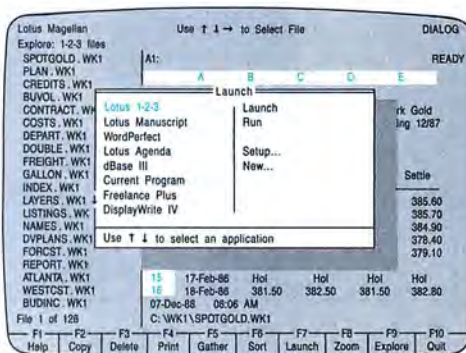 Lotus Magellan Use ↑ ↓ → to Select File DIALOG
Explore: 1-2-3 files
SPOTGOLD.WK1 A1: READY
PLAN.WK1 A B C D E
CREDITS.WK1
BUVOL.WK1 Launch
CONTRACT.WK Lotus 1-2-3 Launch rk Gold
COSTS.WK1 Lotus Manuscript Run ing 12/87
DEPART.WK1 WordPerfect
DOUBLE.WK1 Lotus Agenda Setup...
FREIGHT.WK1 dBase III New...
GALLON.WK1 Current Program Settle
INDEX.WK1 Freelance Plus
LAYERS.WK1 ↓ DisplayWrite IV 385.60
LISTINGS.WK 385.70
NAMES.WK1 384.90
DVPLANS.WK1 Use ↑ ↓ to select an application 378.40
FORCST.WK1 379.10
REPORT.WK1
ATLANTA.WK1 15 17-Feb-86 Hol Hol Hol Hol
WESTCST.WK1 16 18-Feb-86 381.50 382.50 381.50 382.80
BUDINC.WK1 07-Dec-88 06:06 AM
File 1 of 126 C:\WK1\SPOTGOLD.WK1
F1 F2 F3 F4 F5 F6 F7 F8 F9 F10
Help Copy Delete Print Gather Sort Launch Zoom Explore Quit